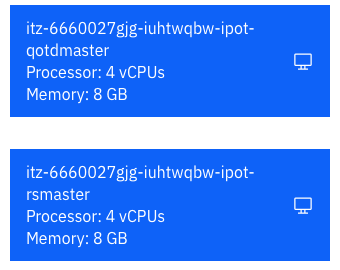 itz-6660027gjg-iuhtwqbw-ipot-
qotdmaster
Processor: 4 vCPUs
Memory: 8 GB
itz-6660027gjg-iuhtwqbw-ipot-
rsmaster
Processor: 4 vCPUs
Memory: 8 GB